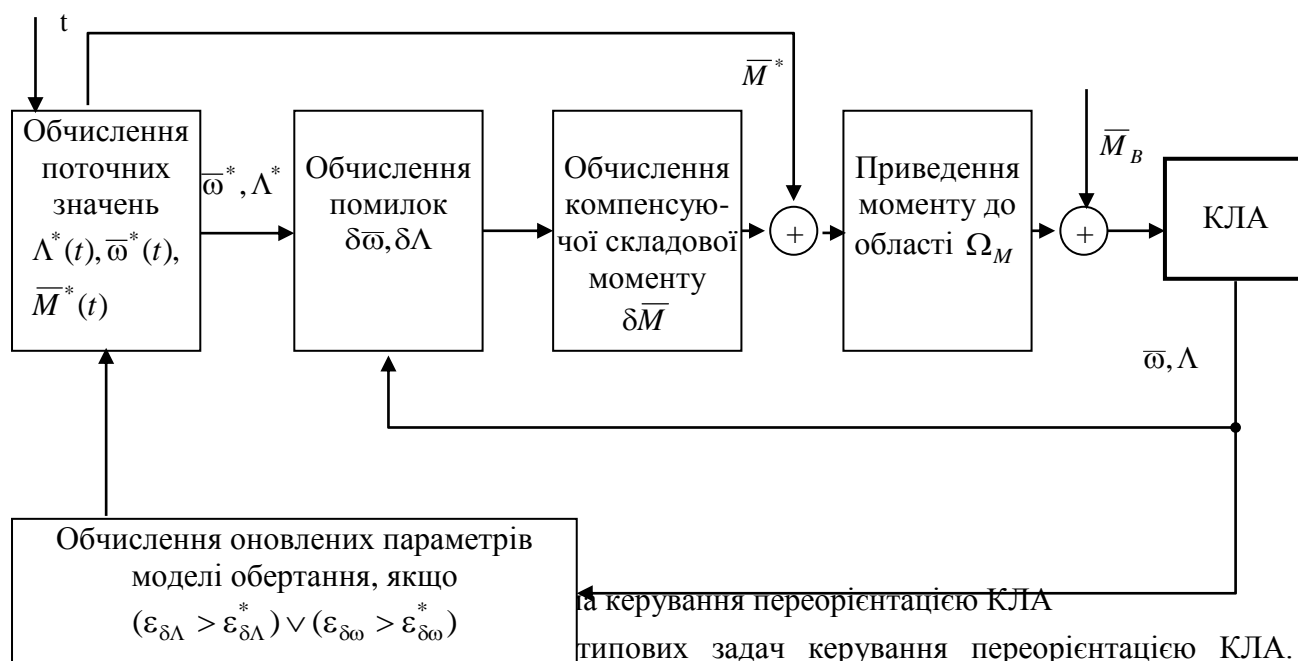 t
M̅*
Обчислення
поточних
значень
Λ*(t), ω̅*(t),
M̅*(t)
ω̅*, Λ*
Обчислення
помилок
δω̅, δΛ
Обчислення
компенсую-
чої складової
моменту
δM̅
+
Приведення
моменту до
області Ω_M
M̅_B
+
КЛА
ω̅, Λ
Обчислення оновлених параметрів
моделі обертання, якщо
(ε_δΛ > ε*_δΛ) ∨ (ε_δω > ε*_δω)
керування переорієнтацією КЛА
типових задач керування переорієнтацією КЛА.